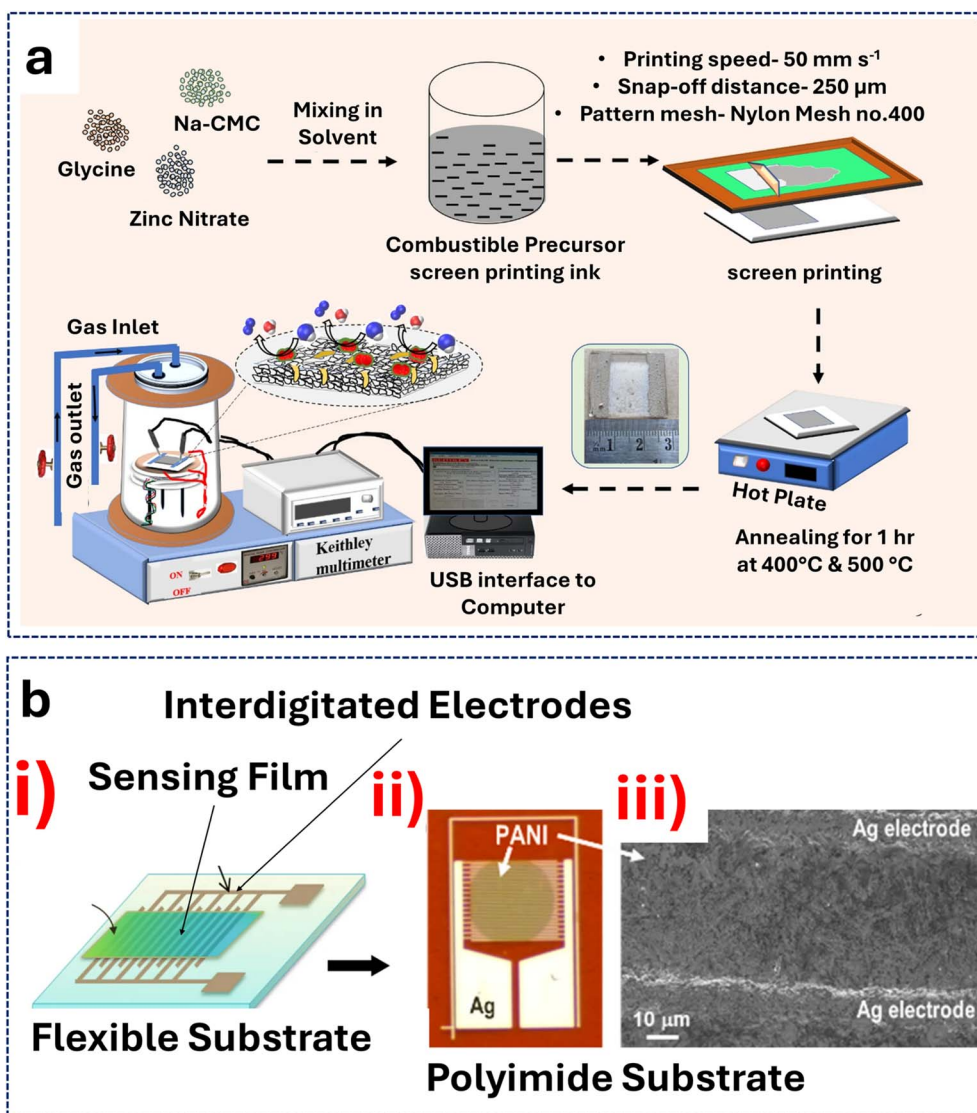 a
Na-CMC
Glycine
Zinc Nitrate
Mixing in
Solvent
Combustible Precursor
screen printing ink
• Printing speed- 50 mm s⁻¹
• Snap-off distance- 250 µm
• Pattern mesh- Nylon Mesh no.400
screen printing
Hot Plate
Annealing for 1 hr
at 400°C & 500 °C
mm 1 2 3
USB interface to
Computer
Keithley
multimeter
ON
OFF
Gas Inlet
Gas outlet
b
Interdigitated Electrodes
i)
Sensing Film
Flexible Substrate
ii)
PANI
Ag
iii)
Ag electrode
Ag electrode
10 µm
Polyimide Substrate